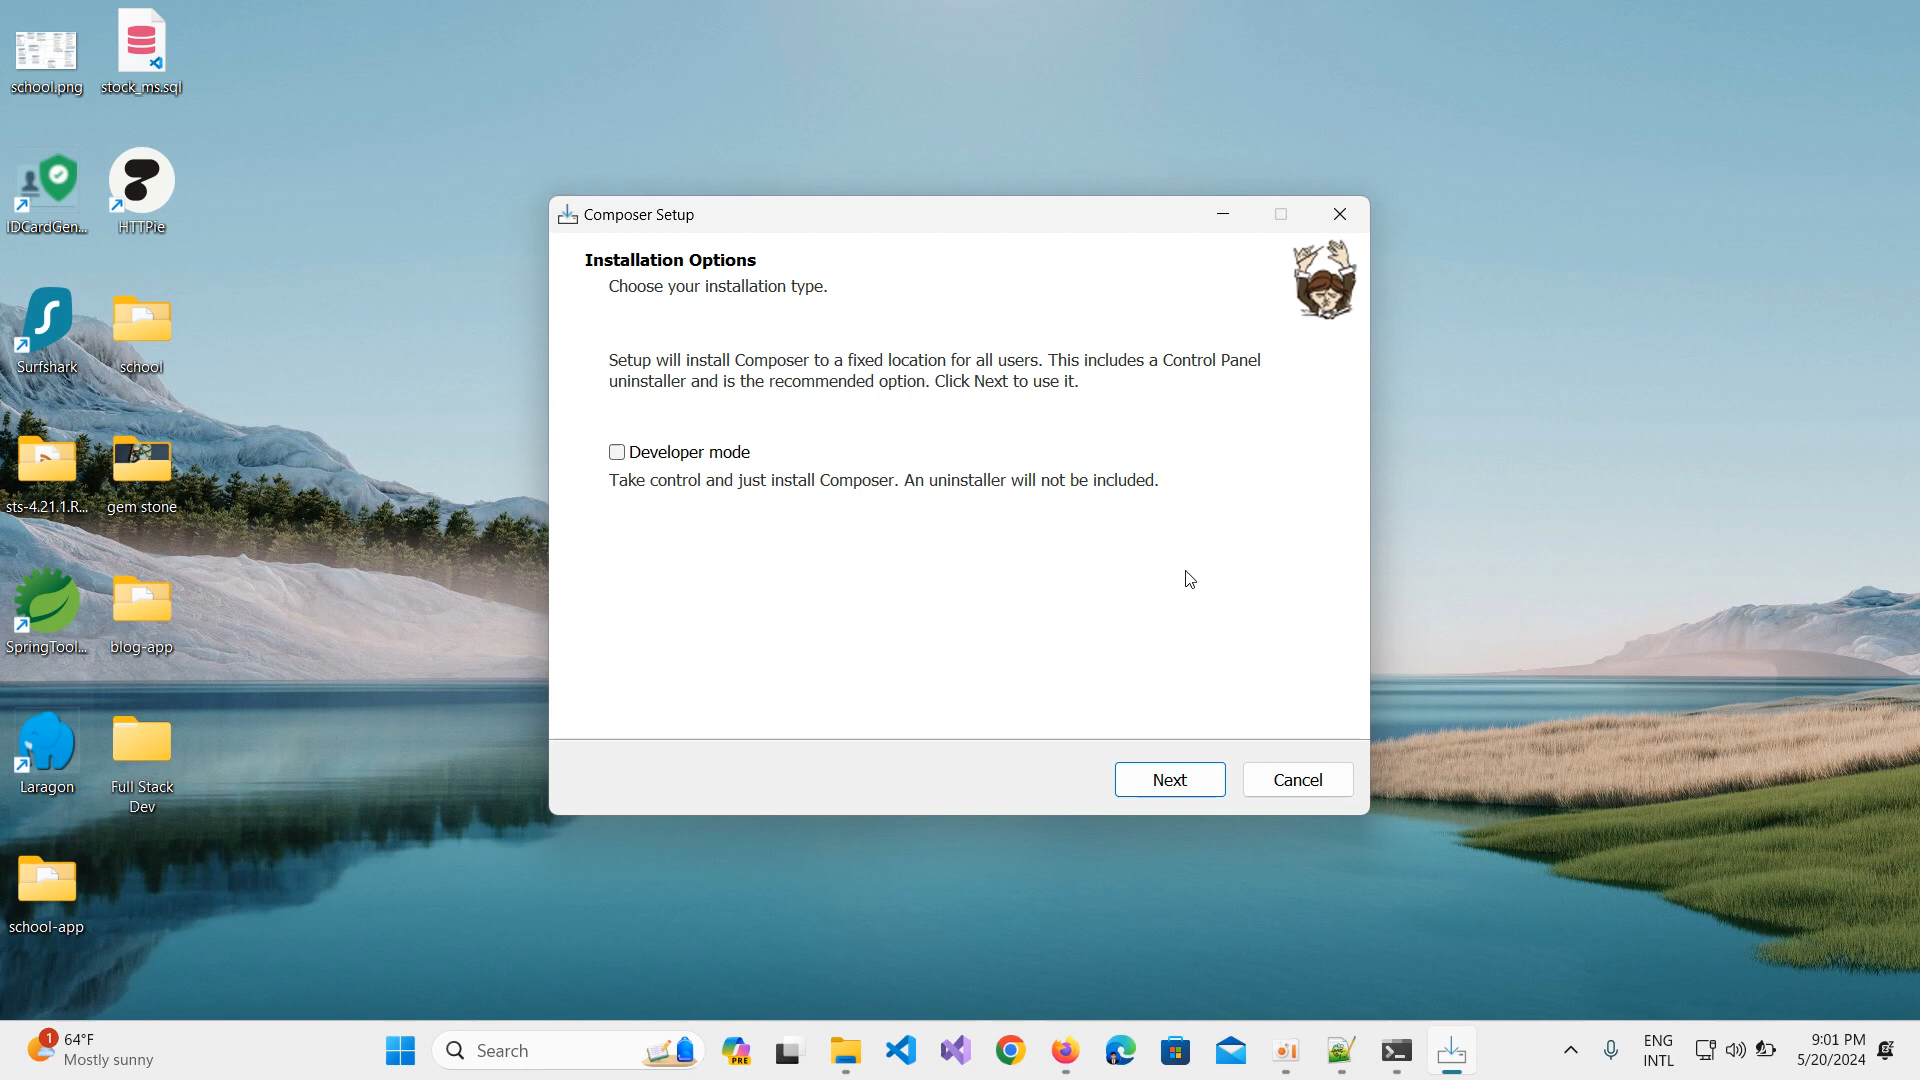 school.png
stock_ms.sql
IDCardGen...
HTTPie
Surfshark
school
sts-4.21.1.R...
gem stone
SpringTool...
blog-app
Laragon
Full Stack
Dev
school-app
Composer Setup
Installation Options
Choose your installation type.
Setup will install Composer to a fixed location for all users. This includes a Control Panel
uninstaller and is the recommended option. Click Next to use it.
Developer mode
Take control and just install Composer. An uninstaller will not be included.
Next
Cancel
1
64°F
Mostly sunny
Search
PRE
ENG
INTL
9:01 PM
5/20/2024